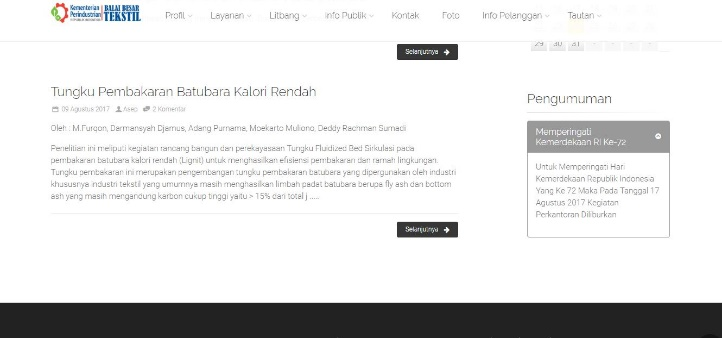 Kementerian Perindustrian
BALAI BESAR TEKSTIL
Profil Layanan Litbang Info Publik Kontak Foto Info Pelanggan Tautan
Selanjutnya
29 30 31
Tungku Pembakaran Batubara Kalori Rendah
09 Agustus 2017 Asep 2 Komentar
Oleh : M.Furqon, Darmansyah Djamus, Adang Purnama, Moekarto Muliono, Deddy Rachman Sumadi
Penelitian ini meliputi kegiatan rancang bangun dan perekayasaan Tungku Fluidized Bed Sirkulasi pada
pembakaran batubara kalori rendah (Lignit) untuk menghasilkan efisiensi pembakaran dan ramah lingkungan.
Tungku pembakaran ini merupakan pengembangan tungku pembakaran batubara yang dipergunakan oleh industri
khususnya industri tekstil yang umumnya masih menghasilkan limbah padat batubara berupa fly ash dan bottom
ash yang masih mengandung karbon cukup tinggi yaitu > 15% dari total j .....
Selanjutnya
Pengumuman
Memperingati
Kemerdekaan RI Ke-72
Untuk Memperingati Hari
Kemerdekaan Republik Indonesia
Yang Ke 72 Maka Pada Tanggal 17
Agustus 2017 Kegiatan
Perkantoran Diliburkan